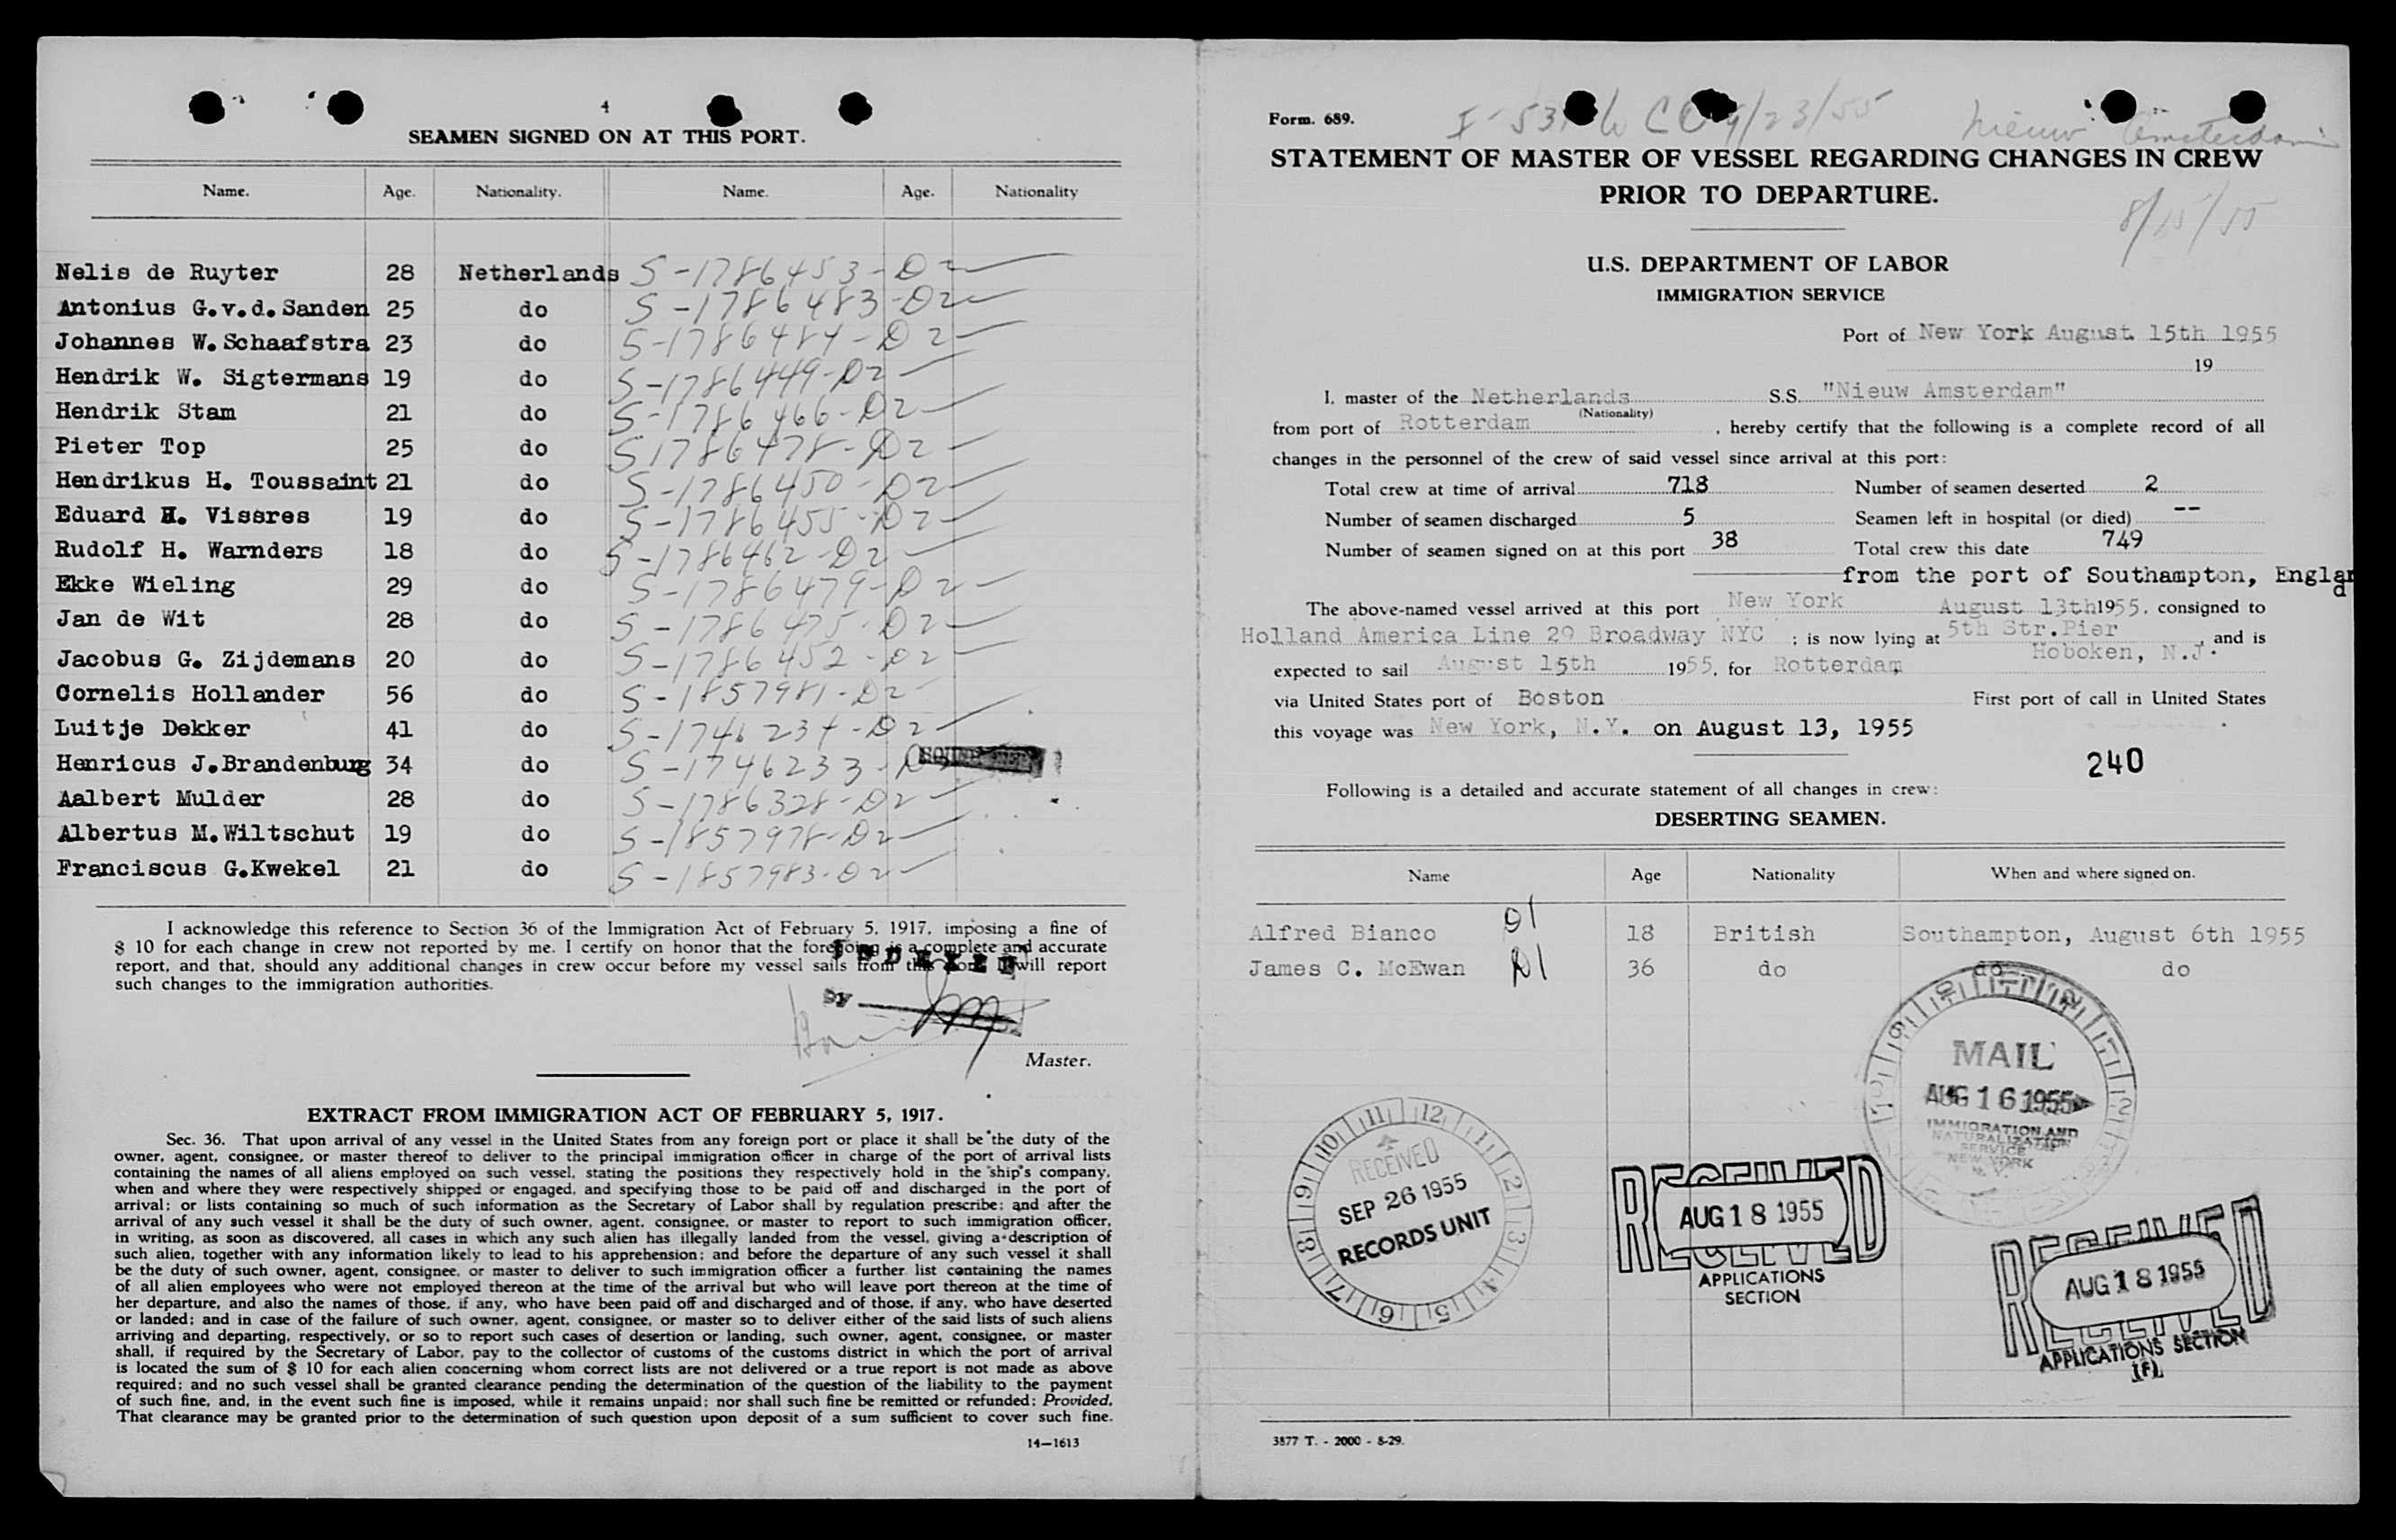 4
SEAMEN SIGNED ON AT THIS PORT.
Name. Age. Nationality. Name. Age. Nationality
Nelis de Ruyter 28 Netherlands S-1786453-D2
Antonius G.v.d.Sanden 25 do S-1786483-D2
Johannes W.Schaafstra 23 do S-1786484-D2
Hendrik W. Sigtermans 19 do S-1786449-D2
Hendrik Stam 21 do S-1786466-D2
Pieter Top 25 do S1786478-D2
Hendrikus H. Toussaint 21 do S-1786450-D2
Eduard H. Vissres 19 do S-1786455-D2
Rudolf H. Warnders 18 do S-1786462-D2
Ekke Wieling 29 do S-1786479-D2
Jan de Wit 28 do S-1786475-D2
Jacobus G. Zijdemans 20 do S-1786452-D2
Cornelis Hollander 56 do S-1857981-D2
Luitje Dekker 41 do
Henricus J.Brandenburg 34 do S-1746233-D
Aalbert Mulder 28 do S-1786328-D2
Albertus M.Wiltschut 19 do S-1857978-D2
Franciscus G.Kwekel 21 do S-1857983-D2
I acknowledge this reference to Section 36 of the Immigration Act of February 5, 1917, imposing a fine of
§ 10 for each change in crew not reported by me. I certify on honor that the foregoing is a complete and accurate
report, and that, should any additional changes in crew occur before my vessel sails from this port I will report
such changes to the immigration authorities.
INDEXED
BY
Master.
EXTRACT FROM IMMIGRATION ACT OF FEBRUARY 5, 1917.
Sec. 36. That upon arrival of any vessel in the United States from any foreign port or place it shall be the duty of the
owner, agent, consignee, or master thereof to deliver to the principal immigration officer in charge of the port of arrival lists
containing the names of all aliens employed on such vessel, stating the positions they respectively hold in the ship's company,
when and where they were respectively shipped or engaged, and specifying those to be paid off and discharged in the port of
arrival; or lists containing so much of such information as the Secretary of Labor shall by regulation prescribe; and after the
arrival of any such vessel it shall be the duty of such owner, agent, consignee, or master to report to such immigration officer,
in writing, as soon as discovered, all cases in which any such alien has illegally landed from the vessel, giving a description of
such alien, together with any information likely to lead to his apprehension; and before the departure of any such vessel it shall
be the duty of such owner, agent, consignee, or master to deliver to such immigration officer a further list containing the names
of all alien employees who were not employed thereon at the time of the arrival but who will leave port thereon at the time of
her departure, and also the names of those, if any, who have been paid off and discharged and of those, if any, who have deserted
or landed; and in case of the failure of such owner, agent, consignee, or master so to deliver either of the said lists of such aliens
arriving and departing, respectively, or so to report such cases of desertion or landing, such owner, agent, consignee, or master
shall, if required by the Secretary of Labor, pay to the collector of customs of the customs district in which the port of arrival
is located the sum of § 10 for each alien concerning whom correct lists are not delivered or a true report is not made as above
required; and no such vessel shall be granted clearance pending the determination of the question of the liability to the payment
of such fine, and, in the event such fine is imposed, while it remains unpaid; nor shall such fine be remitted or refunded: Provided,
That clearance may be granted prior to the determination of such question upon deposit of a sum sufficient to cover such fine.
14—1613
Form. 689. 9/23/55 Nieuw Amsterdam
STATEMENT OF MASTER OF VESSEL REGARDING CHANGES IN CREW
PRIOR TO DEPARTURE.
8/15/55
U.S. DEPARTMENT OF LABOR
IMMIGRATION SERVICE
Port of New York August 15th 1955
19
I, master of the Netherlands S.S. "Nieuw Amsterdam"
(Nationality)
from port of Rotterdam , hereby certify that the following is a complete record of all
changes in the personnel of the crew of said vessel since arrival at this port:
Total crew at time of arrival 718 Number of seamen deserted 2
Number of seamen discharged 5 Seamen left in hospital (or died) --
Number of seamen signed on at this port 38 Total crew this date 749
from the port of Southampton, England
The above-named vessel arrived at this port New York August 13th1955, consigned to
Holland America Line 29 Broadway NYC ; is now lying at 5th Str.Pier , and is
Hoboken, N.J.
expected to sail August 15th 1955, for Rotterdam
via United States port of Boston First port of call in United States
this voyage was New York, N.Y. on August 13, 1955
240
Following is a detailed and accurate statement of all changes in crew:
DESERTING SEAMEN.
Name Age Nationality When and where signed on.
Alfred Bianco D1 18 British Southampton, August 6th 1955
James C. McEwan D1 36 do do do
MAIL
AUG 16 1955
IMMIGRATION AND
NATURALIZATION
SERVICE
NEW YORK
RECEIVED
SEP 26 1955
RECORDS UNIT
RECEIVED
AUG 18 1955
APPLICATIONS
SECTION
RECEIVED
AUG 18 1955
APPLICATIONS SECTION
(F)
3877 T. - 2000 - 8-29.